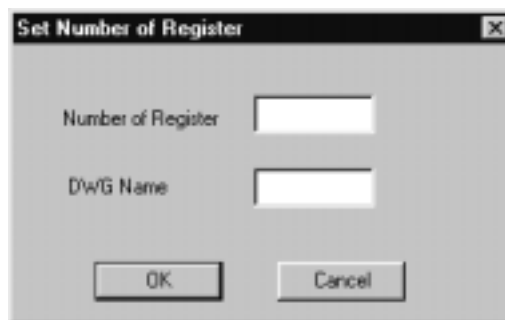 Set Number of Register
Number of Register
DWG Name
OK
Cancel